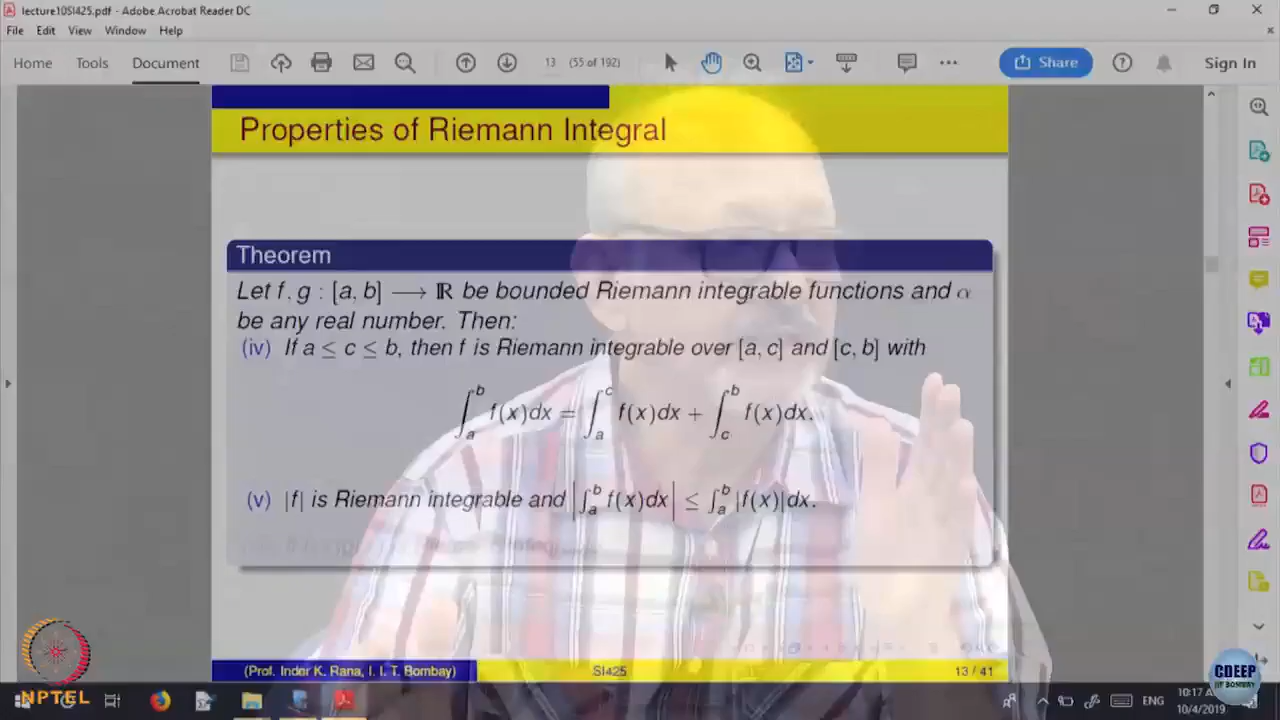 lecture10SI425.pdf - Adobe Acrobat Reader DC
File Edit View Window Help
Home Tools Document 13 (55 of 192) Share Sign In
Properties of Riemann Integral
Theorem
Let f, g : [a, b] ⟶ ℝ be bounded Riemann integrable functions and α
be any real number. Then:
(iv) If a ≤ c ≤ b, then f is Riemann integrable over [a, c] and [c, b] with
∫_a^b f(x)dx = ∫_a^c f(x)dx + ∫_c^b f(x)dx.
(v) |f| is Riemann integrable and |∫_a^b f(x)dx| ≤ ∫_a^b |f(x)|dx.
(Prof. Inder K. Rana, I. I. T. Bombay) SI425 13 / 41
NPTEL
CDEEP
IIT BOMBAY
ENG
10:17
10/4/2019